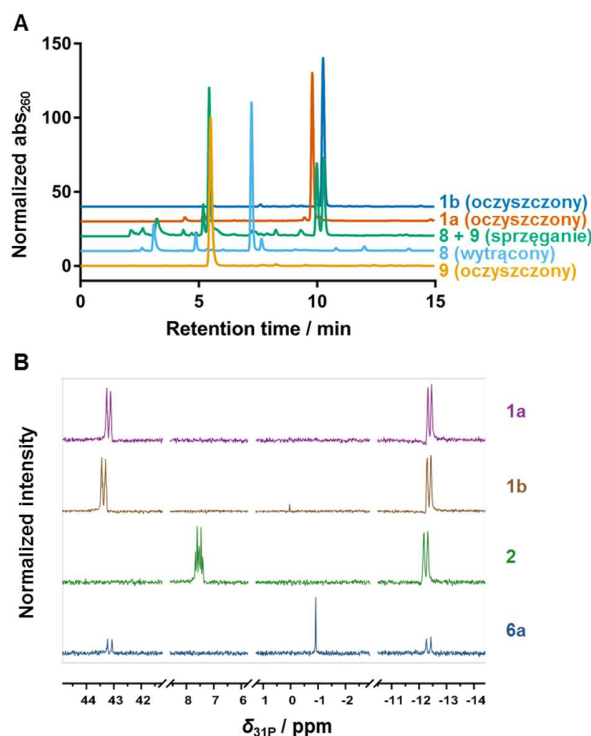 A
150
100
50
0
Normalized abs260
1b (oczyszczony)
1a (oczyszczony)
8 + 9 (sprzęganie)
8 (wytrącony)
9 (oczyszczony)
0 5 10 15
Retention time / min
B
Normalized intensity
1a
1b
2
6a
44 43 42 8 7 6 1 0 -1 -2 -11 -12 -13 -14
δ31P / ppm